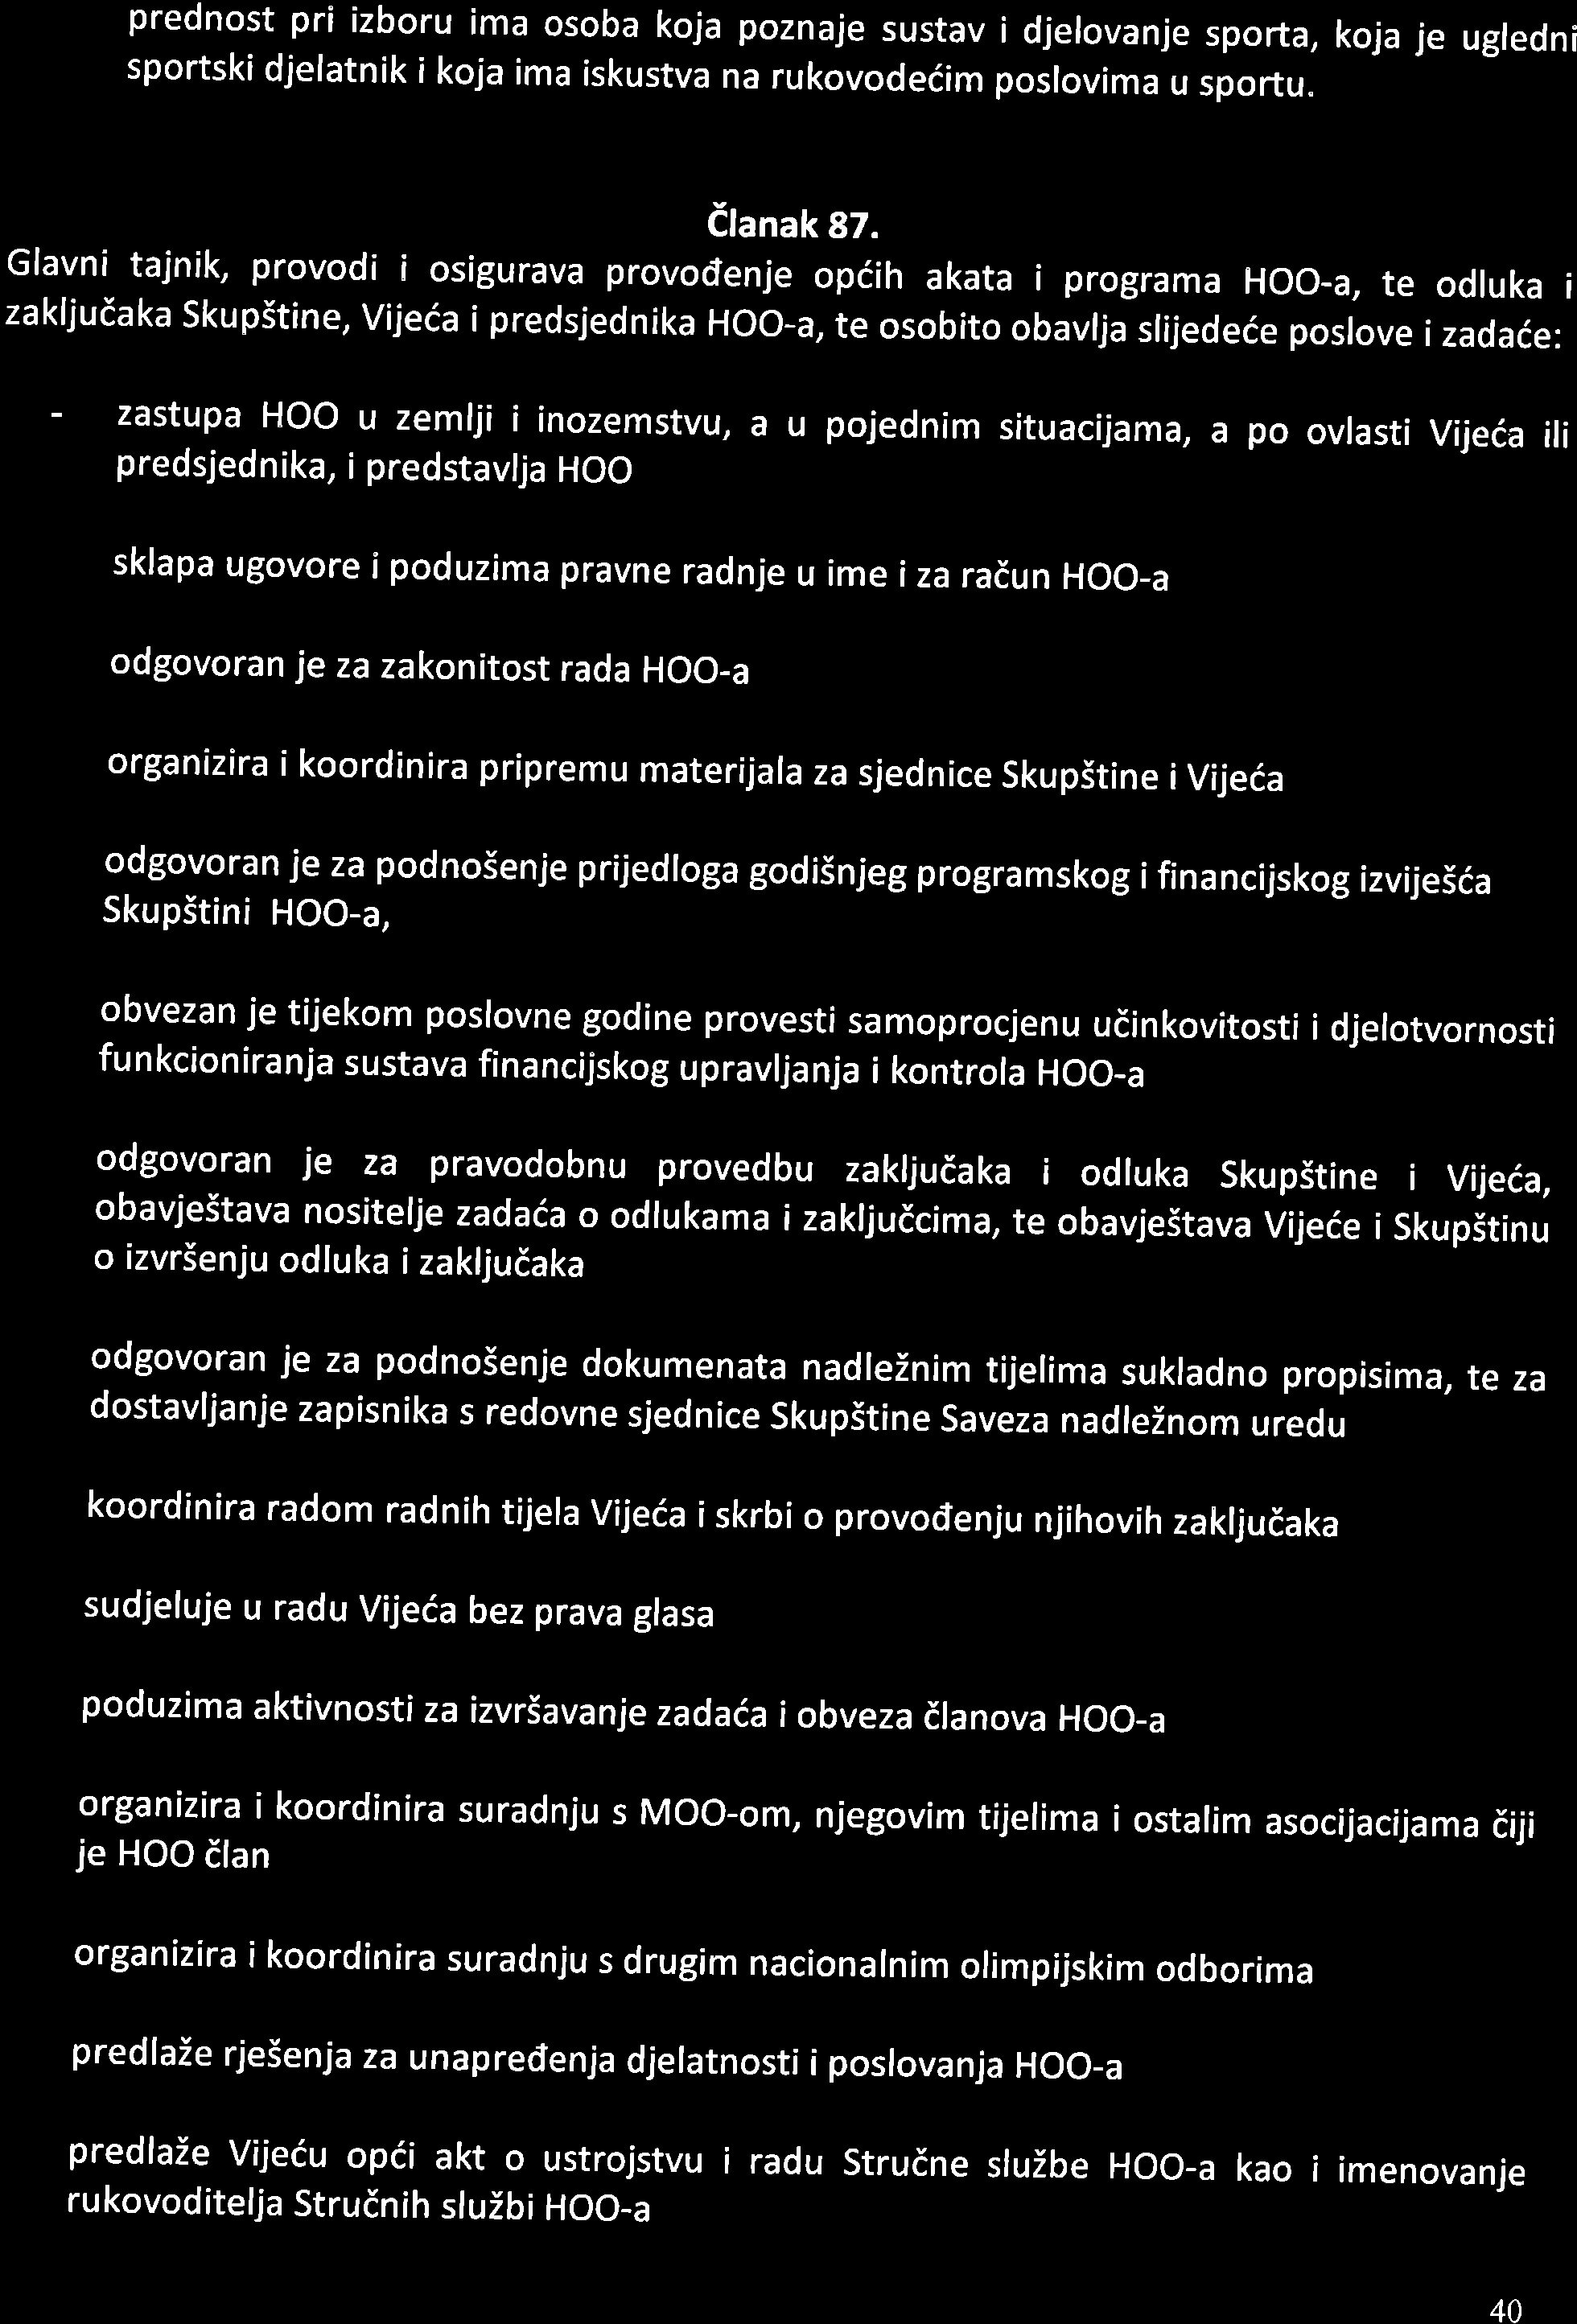 prednost pri izboru ima osoba koja poznaje sustav i djelovanje sporta, koja je ugledni
sportski djelatnik i koja ima iskustva na rukovodećim poslovima u sportu.
Članak 87.
Glavni tajnik, provodi i osigurava provođenje općih akata i programa HOO-a, te odluka i
zaključaka Skupštine, Vijeća i predsjednika HOO-a, te osobito obavlja slijedeće poslove i zadaće:
- zastupa HOO u zemlji i inozemstvu, a u pojednim situacijama, a po ovlasti Vijeća ili
predsjednika, i predstavlja HOO
sklapa ugovore i poduzima pravne radnje u ime i za račun HOO-a
odgovoran je za zakonitost rada HOO-a
organizira i koordinira pripremu materijala za sjednice Skupštine i Vijeća
odgovoran je za podnošenje prijedloga godišnjeg programskog i financijskog izviješća
Skupštini HOO-a,
obvezan je tijekom poslovne godine provesti samoprocjenu učinkovitosti i djelotvornosti
funkcioniranja sustava financijskog upravljanja i kontrola HOO-a
odgovoran je za pravodobnu provedbu zaključaka i odluka Skupštine i Vijeća,
obavještava nositelje zadaća o odlukama i zaključcima, te obavještava Vijeće i Skupštinu
o izvršenju odluka i zaključaka
odgovoran je za podnošenje dokumenata nadležnim tijelima sukladno propisima, te za
dostavljanje zapisnika s redovne sjednice Skupštine Saveza nadležnom uredu
koordinira radom radnih tijela Vijeća i skrbi o provođenju njihovih zaključaka
sudjeluje u radu Vijeća bez prava glasa
poduzima aktivnosti za izvršavanje zadaća i obveza članova HOO-a
organizira i koordinira suradnju s MOO-om, njegovim tijelima i ostalim asocijacijama čiji
je HOO član
organizira i koordinira suradnju s drugim nacionalnim olimpijskim odborima
predlaže rješenja za unapređenja djelatnosti i poslovanja HOO-a
predlaže Vijeću opći akt o ustrojstvu i radu Stručne službe HOO-a kao i imenovanje
rukovoditelja Stručnih službi HOO-a
40